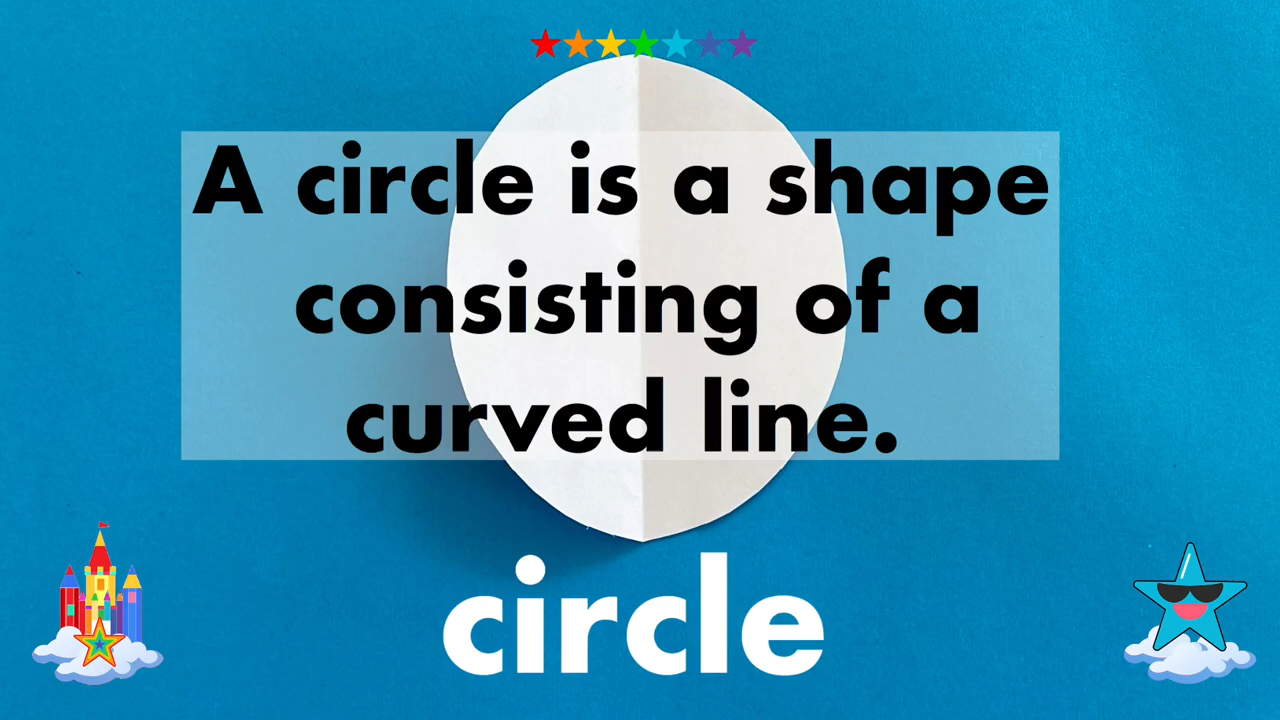 A circle is a shape
consisting of a
curved line.
circle